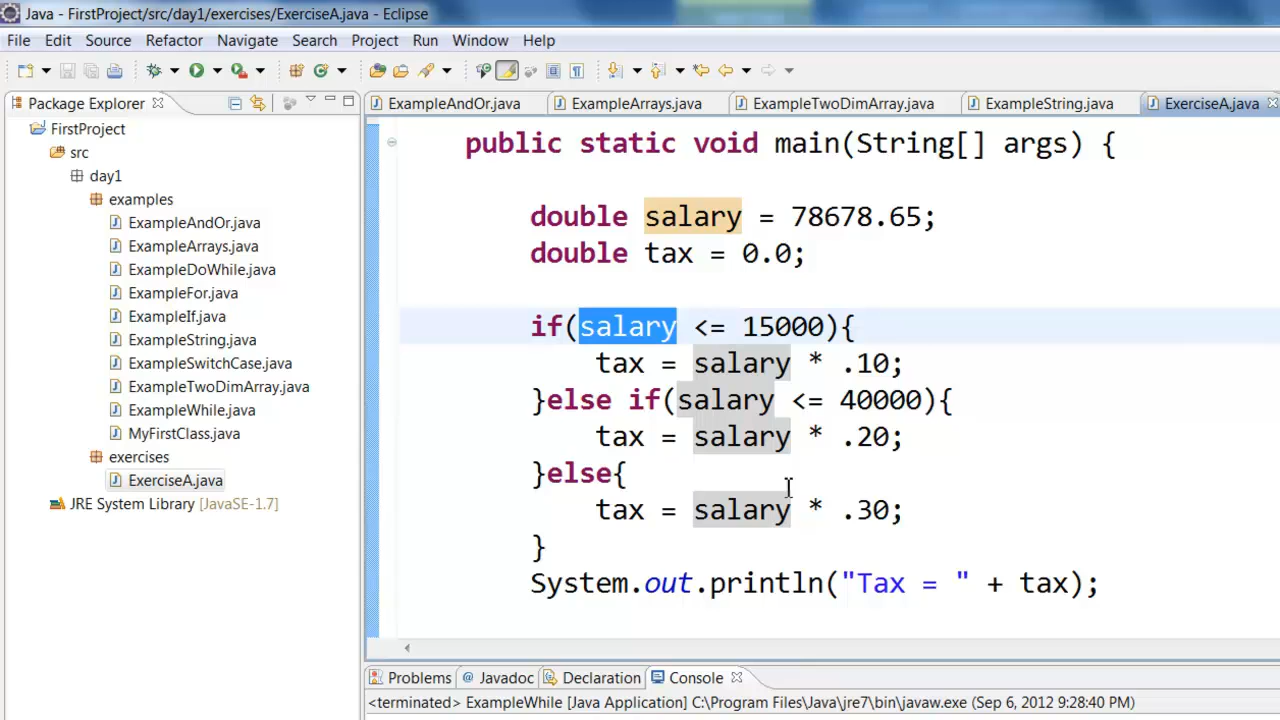 Java - FirstProject/src/day1/exercises/ExerciseA.java - Eclipse
File Edit Source Refactor Navigate Search Project Run Window Help
Package Explorer
ExampleAndOr.java ExampleArrays.java ExampleTwoDimArray.java ExampleString.java ExerciseA.java
FirstProject
src
day1
examples
ExampleAndOr.java
ExampleArrays.java
ExampleDoWhile.java
ExampleFor.java
ExampleIf.java
ExampleString.java
ExampleSwitchCase.java
ExampleTwoDimArray.java
ExampleWhile.java
MyFirstClass.java
exercises
ExerciseA.java
JRE System Library [JavaSE-1.7]
public static void main(String[] args) {
double salary = 78678.65;
double tax = 0.0;
if(salary <= 15000){
tax = salary * .10;
}else if(salary <= 40000){
tax = salary * .20;
}else{
tax = salary * .30;
}
System.out.println("Tax = " + tax);
Problems Javadoc Declaration Console
<terminated> ExampleWhile [Java Application] C:\Program Files\Java\jre7\bin\javaw.exe (Sep 6, 2012 9:28:40 PM)